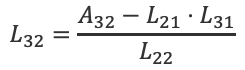 L₃₂ = (A₃₂ − L₂₁ · L₃₁) / L₂₂